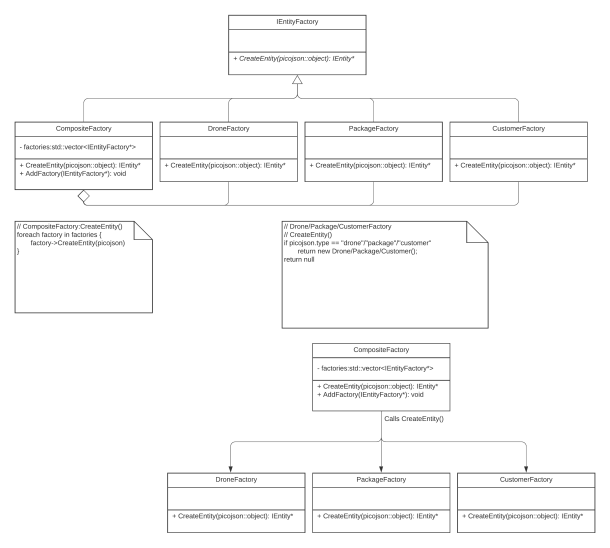 IEntityFactory
+ CreateEntity(picojson::object): IEntity*
CompositeFactory
- factories:std::vector<IEntityFactory*>
+ CreateEntity(picojson::object): IEntity*
+ AddFactory(IEntityFactory*): void
DroneFactory
+ CreateEntity(picojson::object): IEntity*
PackageFactory
+ CreateEntity(picojson::object): IEntity*
CustomerFactory
+ CreateEntity(picojson::object): IEntity*
// CompositeFactory:CreateEntity()
foreach factory in factories {
factory->CreateEntity(picojson)
}
// Drone/Package/CustomerFactory
// CreateEntity()
if picojson.type == "drone"/"package"/"customer"
return new Drone/Package/Customer();
return null
CompositeFactory
- factories:std::vector<IEntityFactory*>
+ CreateEntity(picojson::object): IEntity*
+ AddFactory(IEntityFactory*): void
Calls CreateEntity()
DroneFactory
+ CreateEntity(picojson::object): IEntity*
PackageFactory
+ CreateEntity(picojson::object): IEntity*
CustomerFactory
+ CreateEntity(picojson::object): IEntity*